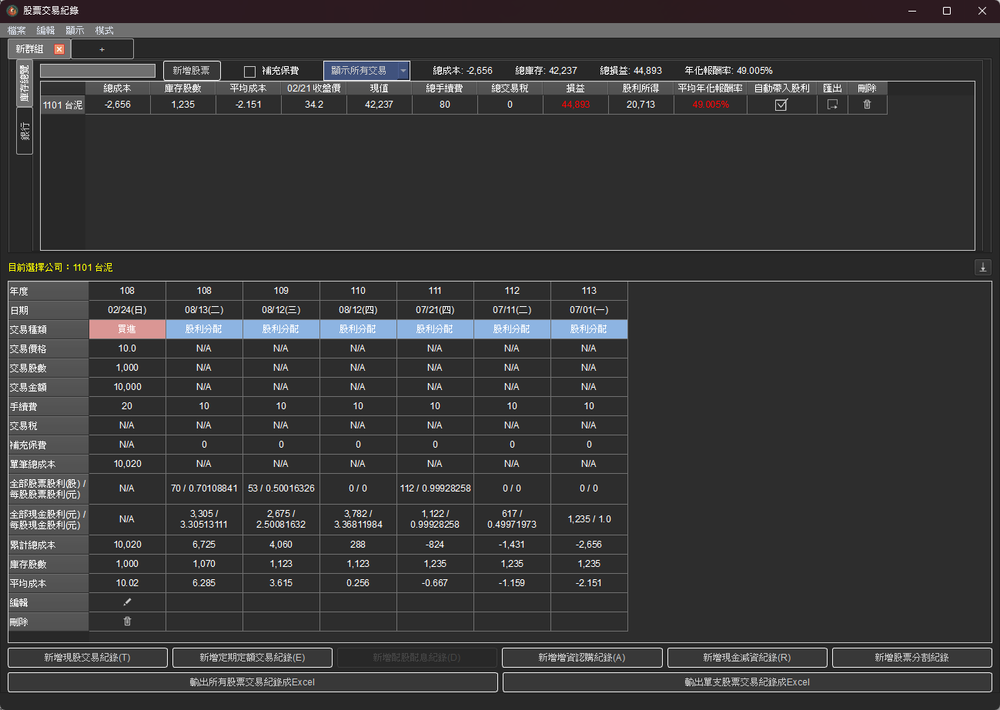 股票交易紀錄
檔案 編輯 顯示 模式
新群組
+
庫存總覽
銀行
新增股票 補充保費 顯示所有交易 總成本: -2,656 總庫存: 42,237 總損益: 44,893 年化報酬率: 49.005%
總成本 庫存股數 平均成本 02/21 收盤價 現值 總手續費 總交易稅 損益 股利所得 平均年化報酬率 自動帶入股利 匯出 刪除
1101 台泥 -2,656 1,235 -2.151 34.2 42,237 80 0 44,893 20,713 49.005%
目前選擇公司：1101 台泥
年度 108 108 109 110 111 112 113
日期 02/24(日) 08/13(二) 08/12(三) 08/12(四) 07/21(四) 07/11(二) 07/01(一)
交易種類 買進 股利分配 股利分配 股利分配 股利分配 股利分配 股利分配
交易價格 10.0 N/A N/A N/A N/A N/A N/A
交易股數 1,000 N/A N/A N/A N/A N/A N/A
交易金額 10,000 N/A N/A N/A N/A N/A N/A
手續費 20 10 10 10 10 10 10
交易稅 N/A N/A N/A N/A N/A N/A N/A
補充保費 N/A 0 0 0 0 0 0
單筆總成本 10,020 N/A N/A N/A N/A N/A N/A
全部股票股利(股) /
每股股票股利(元) N/A 70 / 0.70108841 53 / 0.50016326 0 / 0 112 / 0.99928258 0 / 0 0 / 0
全部現金股利(元) / 3,305 / 2,675 / 3,782 / 1,122 / 617 /
每股現金股利(元) N/A 3.30513111 2.50081632 3.36811984 0.99928258 0.49971973 1,235 / 1.0
累計總成本 10,020 6,725 4,060 288 -824 -1,431 -2,656
庫存股數 1,000 1,070 1,123 1,123 1,235 1,235 1,235
平均成本 10.02 6.285 3.615 0.256 -0.667 -1.159 -2.151
編輯
刪除
新增現股交易紀錄(T) 新增定期定額交易紀錄(E) 新增配股配息紀錄(D) 新增增資認購紀錄(A) 新增現金減資紀錄(R) 新增股票分割紀錄
輸出所有股票交易紀錄成Excel 輸出單支股票交易紀錄成Excel